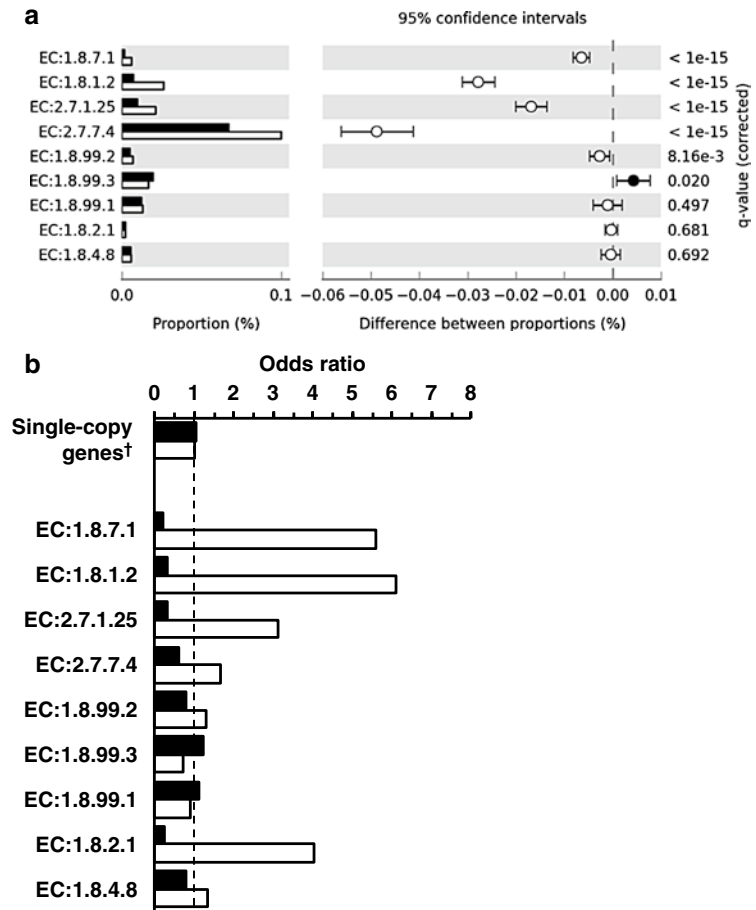 a
95% confidence intervals
EC:1.8.7.1
< 1e-15
EC:1.8.1.2
< 1e-15
EC:2.7.1.25
< 1e-15
EC:2.7.7.4
< 1e-15
EC:1.8.99.2
8.16e-3
EC:1.8.99.3
0.020
EC:1.8.99.1
0.497
EC:1.8.2.1
0.681
EC:1.8.4.8
0.692
q-value (corrected)
0.0 0.1
−0.06 −0.05 −0.04 −0.03 −0.02 −0.01 0.00 0.01
Proportion (%)
Difference between proportions (%)
b
Odds ratio
0 1 2 3 4 5 6 7 8
Single-copy
genes†
EC:1.8.7.1
EC:1.8.1.2
EC:2.7.1.25
EC:2.7.7.4
EC:1.8.99.2
EC:1.8.99.3
EC:1.8.99.1
EC:1.8.2.1
EC:1.8.4.8